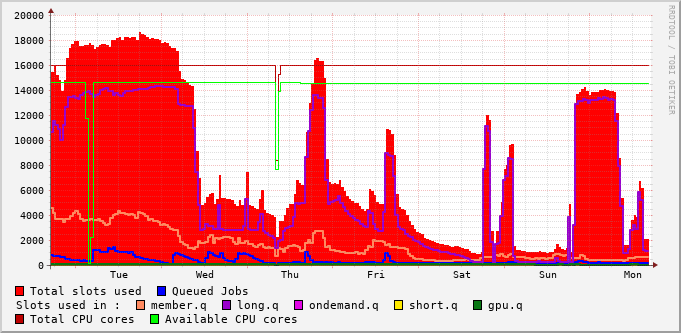 20000
18000
16000
14000
12000
10000
8000
6000
4000
2000
0
Tue Wed Thu Fri Sat Sun Mon
Total slots used Queued Jobs
Slots used in : member.q long.q ondemand.q short.q gpu.q
Total CPU cores Available CPU cores
RRDTOOL / TOBI OETIKER